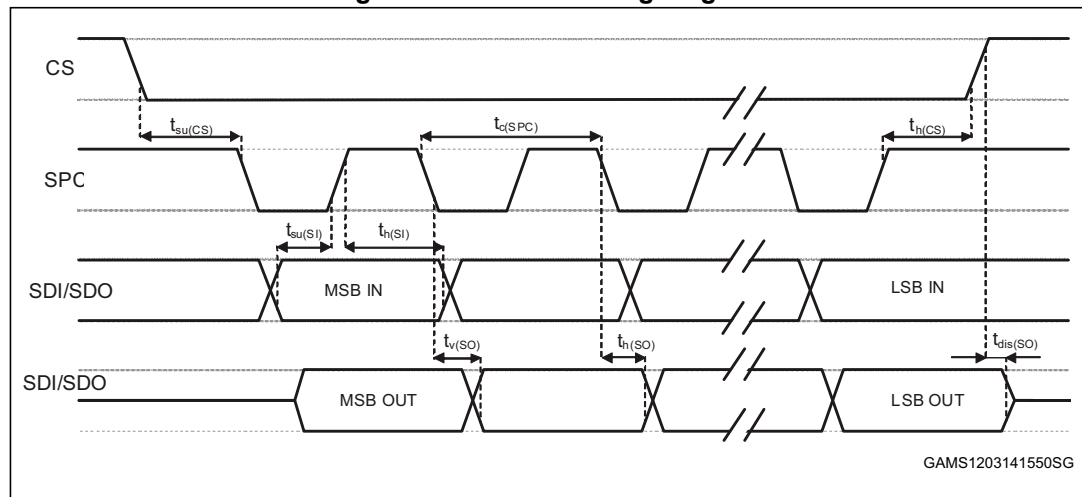 CS
tsu(CS)
tc(SPC)
th(CS)
SPC
tsu(SI)
th(SI)
SDI/SDO
MSB IN
LSB IN
tv(SO)
th(SO)
tdis(SO)
SDI/SDO
MSB OUT
LSB OUT
GAMS1203141550SG